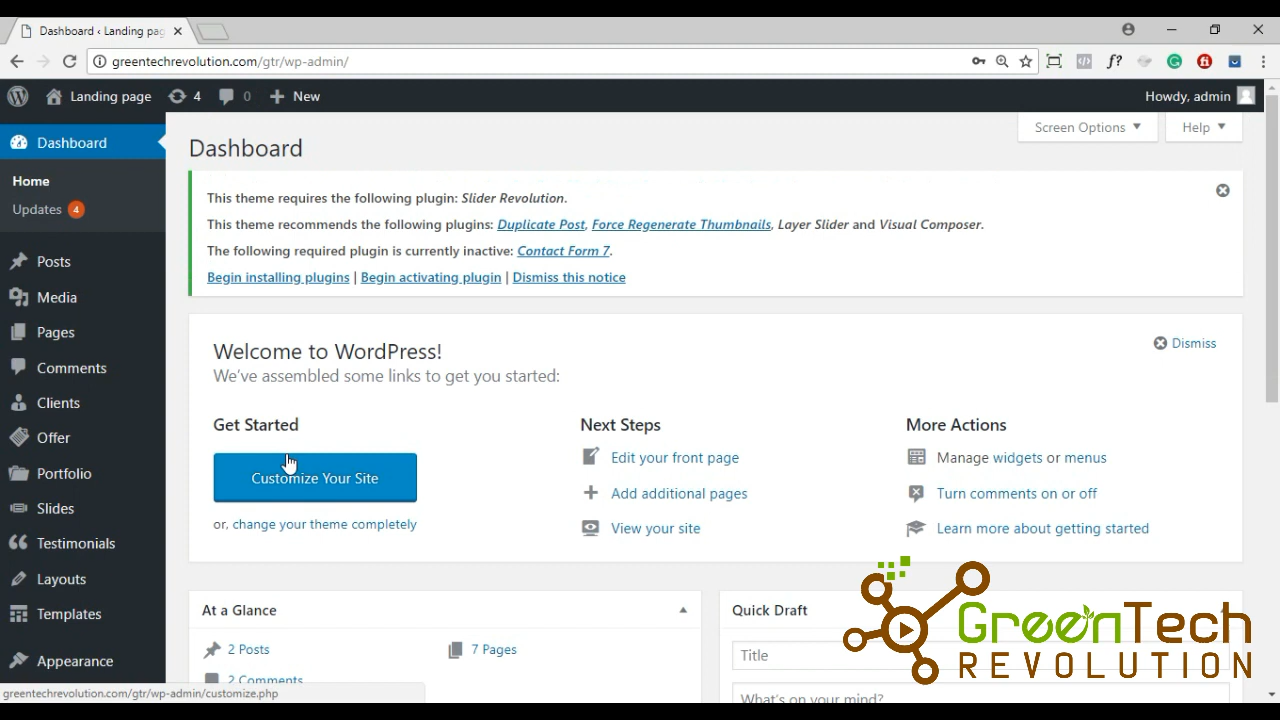 Dashboard ‹ Landing pag
greentechrevolution.com/gtr/wp-admin/
f?
Landing page 4 0 New Howdy, admin
Dashboard
Home
Updates 4
Posts
Media
Pages
Comments
Clients
Offer
Portfolio
Slides
Testimonials
Layouts
Templates
Appearance
Screen Options Help
Dashboard
This theme requires the following plugin: Slider Revolution.
This theme recommends the following plugins: Duplicate Post, Force Regenerate Thumbnails, Layer Slider and Visual Composer.
The following required plugin is currently inactive: Contact Form 7.
Begin installing plugins | Begin activating plugin | Dismiss this notice
Welcome to WordPress!
We've assembled some links to get you started:
Dismiss
Get Started
Customize Your Site
or, change your theme completely
Next Steps
Edit your front page
Add additional pages
View your site
More Actions
Manage widgets or menus
Turn comments on or off
Learn more about getting started
At a Glance
2 Posts 7 Pages
2 Comments
Quick Draft
Title
What's on your mind?
GreenTech
REVOLUTION
greentechrevolution.com/gtr/wp-admin/customize.php